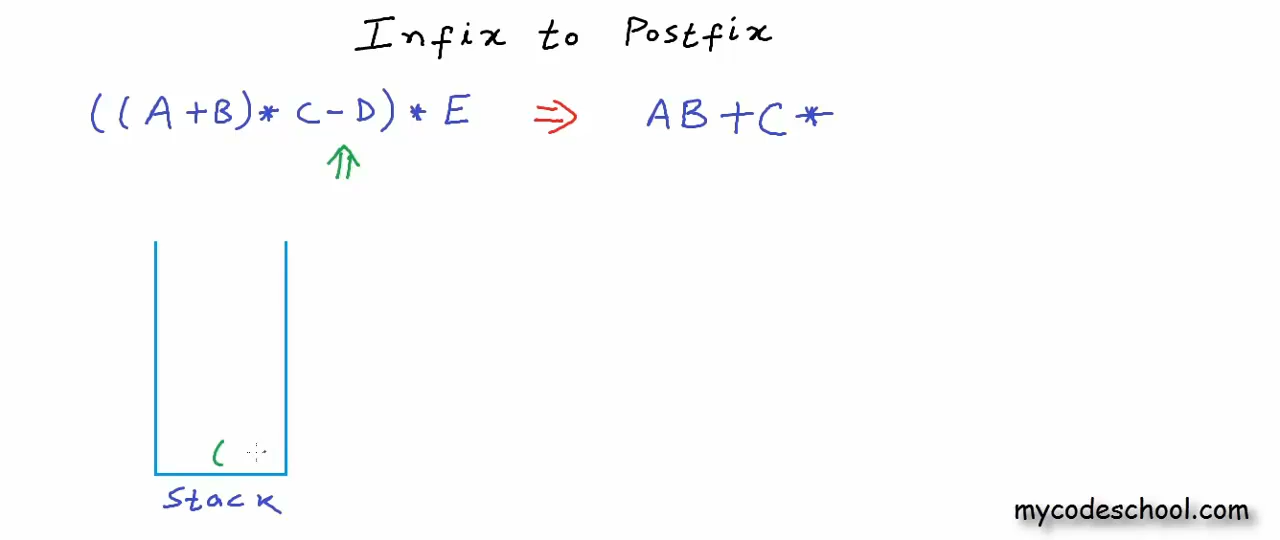 Infix to Postfix
((A+B)* C-D) * E ⇒ AB+C*
(
Stack
mycodeschool.com